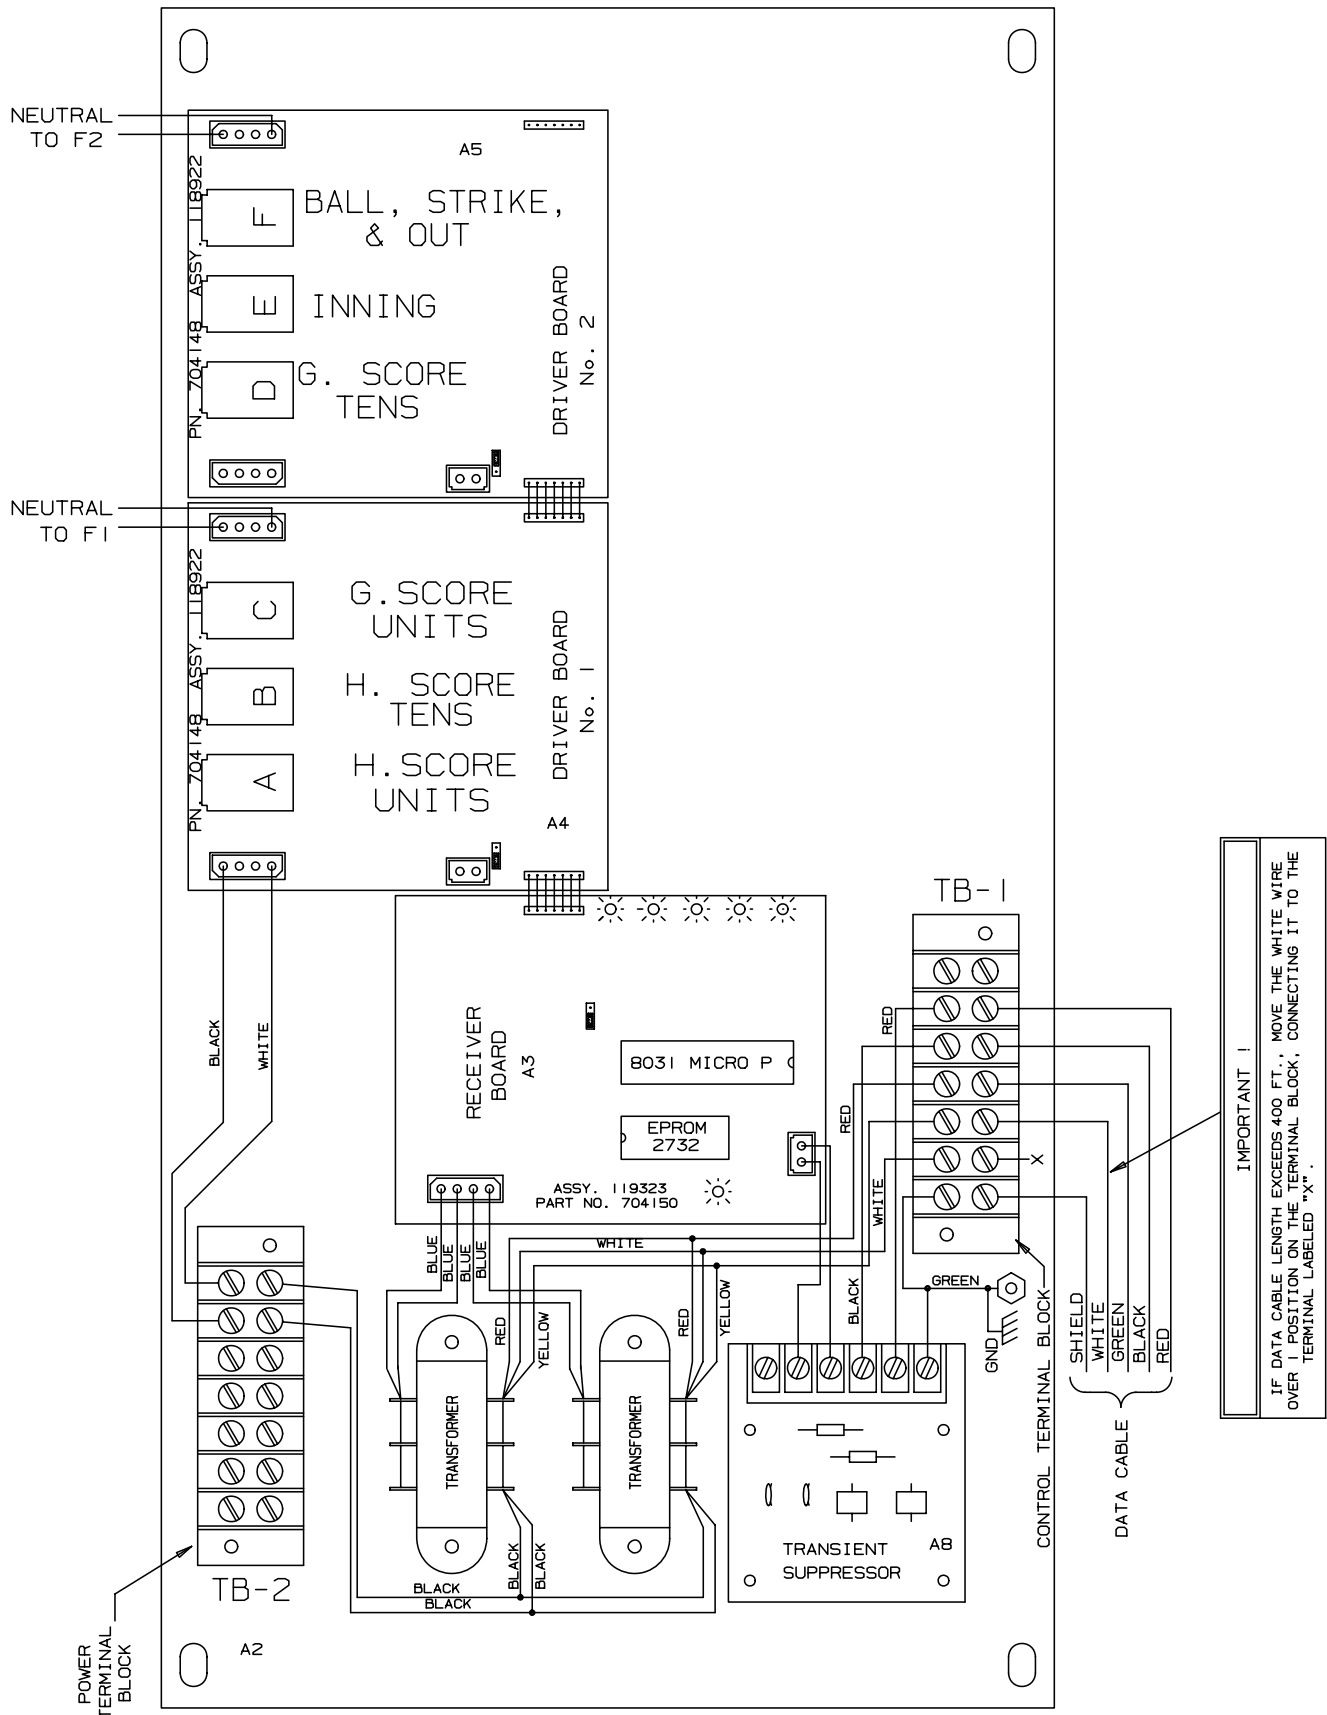 NEUTRAL
TO F2
A5
PN. 704148 ASSY. 118922
F
BALL, STRIKE,
& OUT
E
INNING
D
G. SCORE
TENS
DRIVER BOARD
No. 2
NEUTRAL
TO F1
PN. 704148 ASSY. 118922
C
G.SCORE
UNITS
B
H. SCORE
TENS
A
H.SCORE
UNITS
DRIVER BOARD
No. 1
A4
BLACK
WHITE
RECEIVER
BOARD
A3
8031 MICRO P
EPROM
2732
ASSY. 119323
PART NO. 704150
TB-1
RED
RED
WHITE
X
BLUE
BLUE
BLUE
BLUE
WHITE
RED
YELLOW
RED
YELLOW
BLACK
GREEN
GND
CONTROL TERMINAL BLOCK
SHIELD
WHITE
GREEN
BLACK
RED
DATA CABLE
IMPORTANT !
IF DATA CABLE LENGTH EXCEEDS 400 FT., MOVE THE WHITE WIRE
OVER 1 POSITION ON THE TERMINAL BLOCK, CONNECTING IT TO THE
TERMINAL LABELED "X".
TRANSFORMER
TRANSFORMER
BLACK
BLACK
BLACK
BLACK
TRANSIENT
SUPPRESSOR
A8
TB-2
A2
POWER
TERMINAL
BLOCK